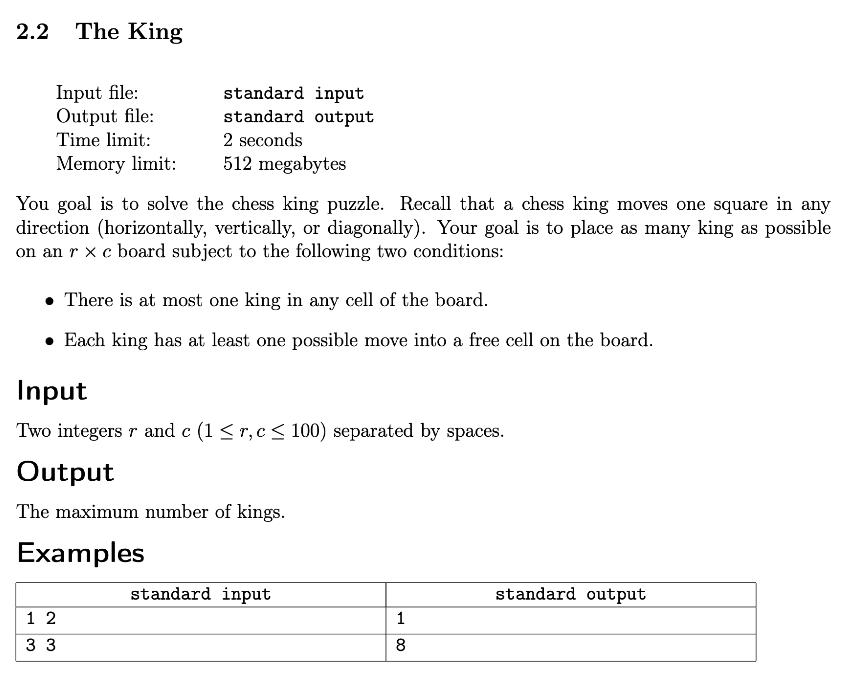 2.2 The King
Input file: standard input
Output file: standard output
Time limit: 2 seconds
Memory limit: 512 megabytes
You goal is to solve the chess king puzzle. Recall that a chess king moves one square in any
direction (horizontally, vertically, or diagonally). Your goal is to place as many king as possible
on an r × c board subject to the following two conditions:
• There is at most one king in any cell of the board.
• Each king has at least one possible move into a free cell on the board.
Input
Two integers r and c (1 ≤ r, c ≤ 100) separated by spaces.
Output
The maximum number of kings.
Examples
standard input standard output
1 2 1
3 3 8